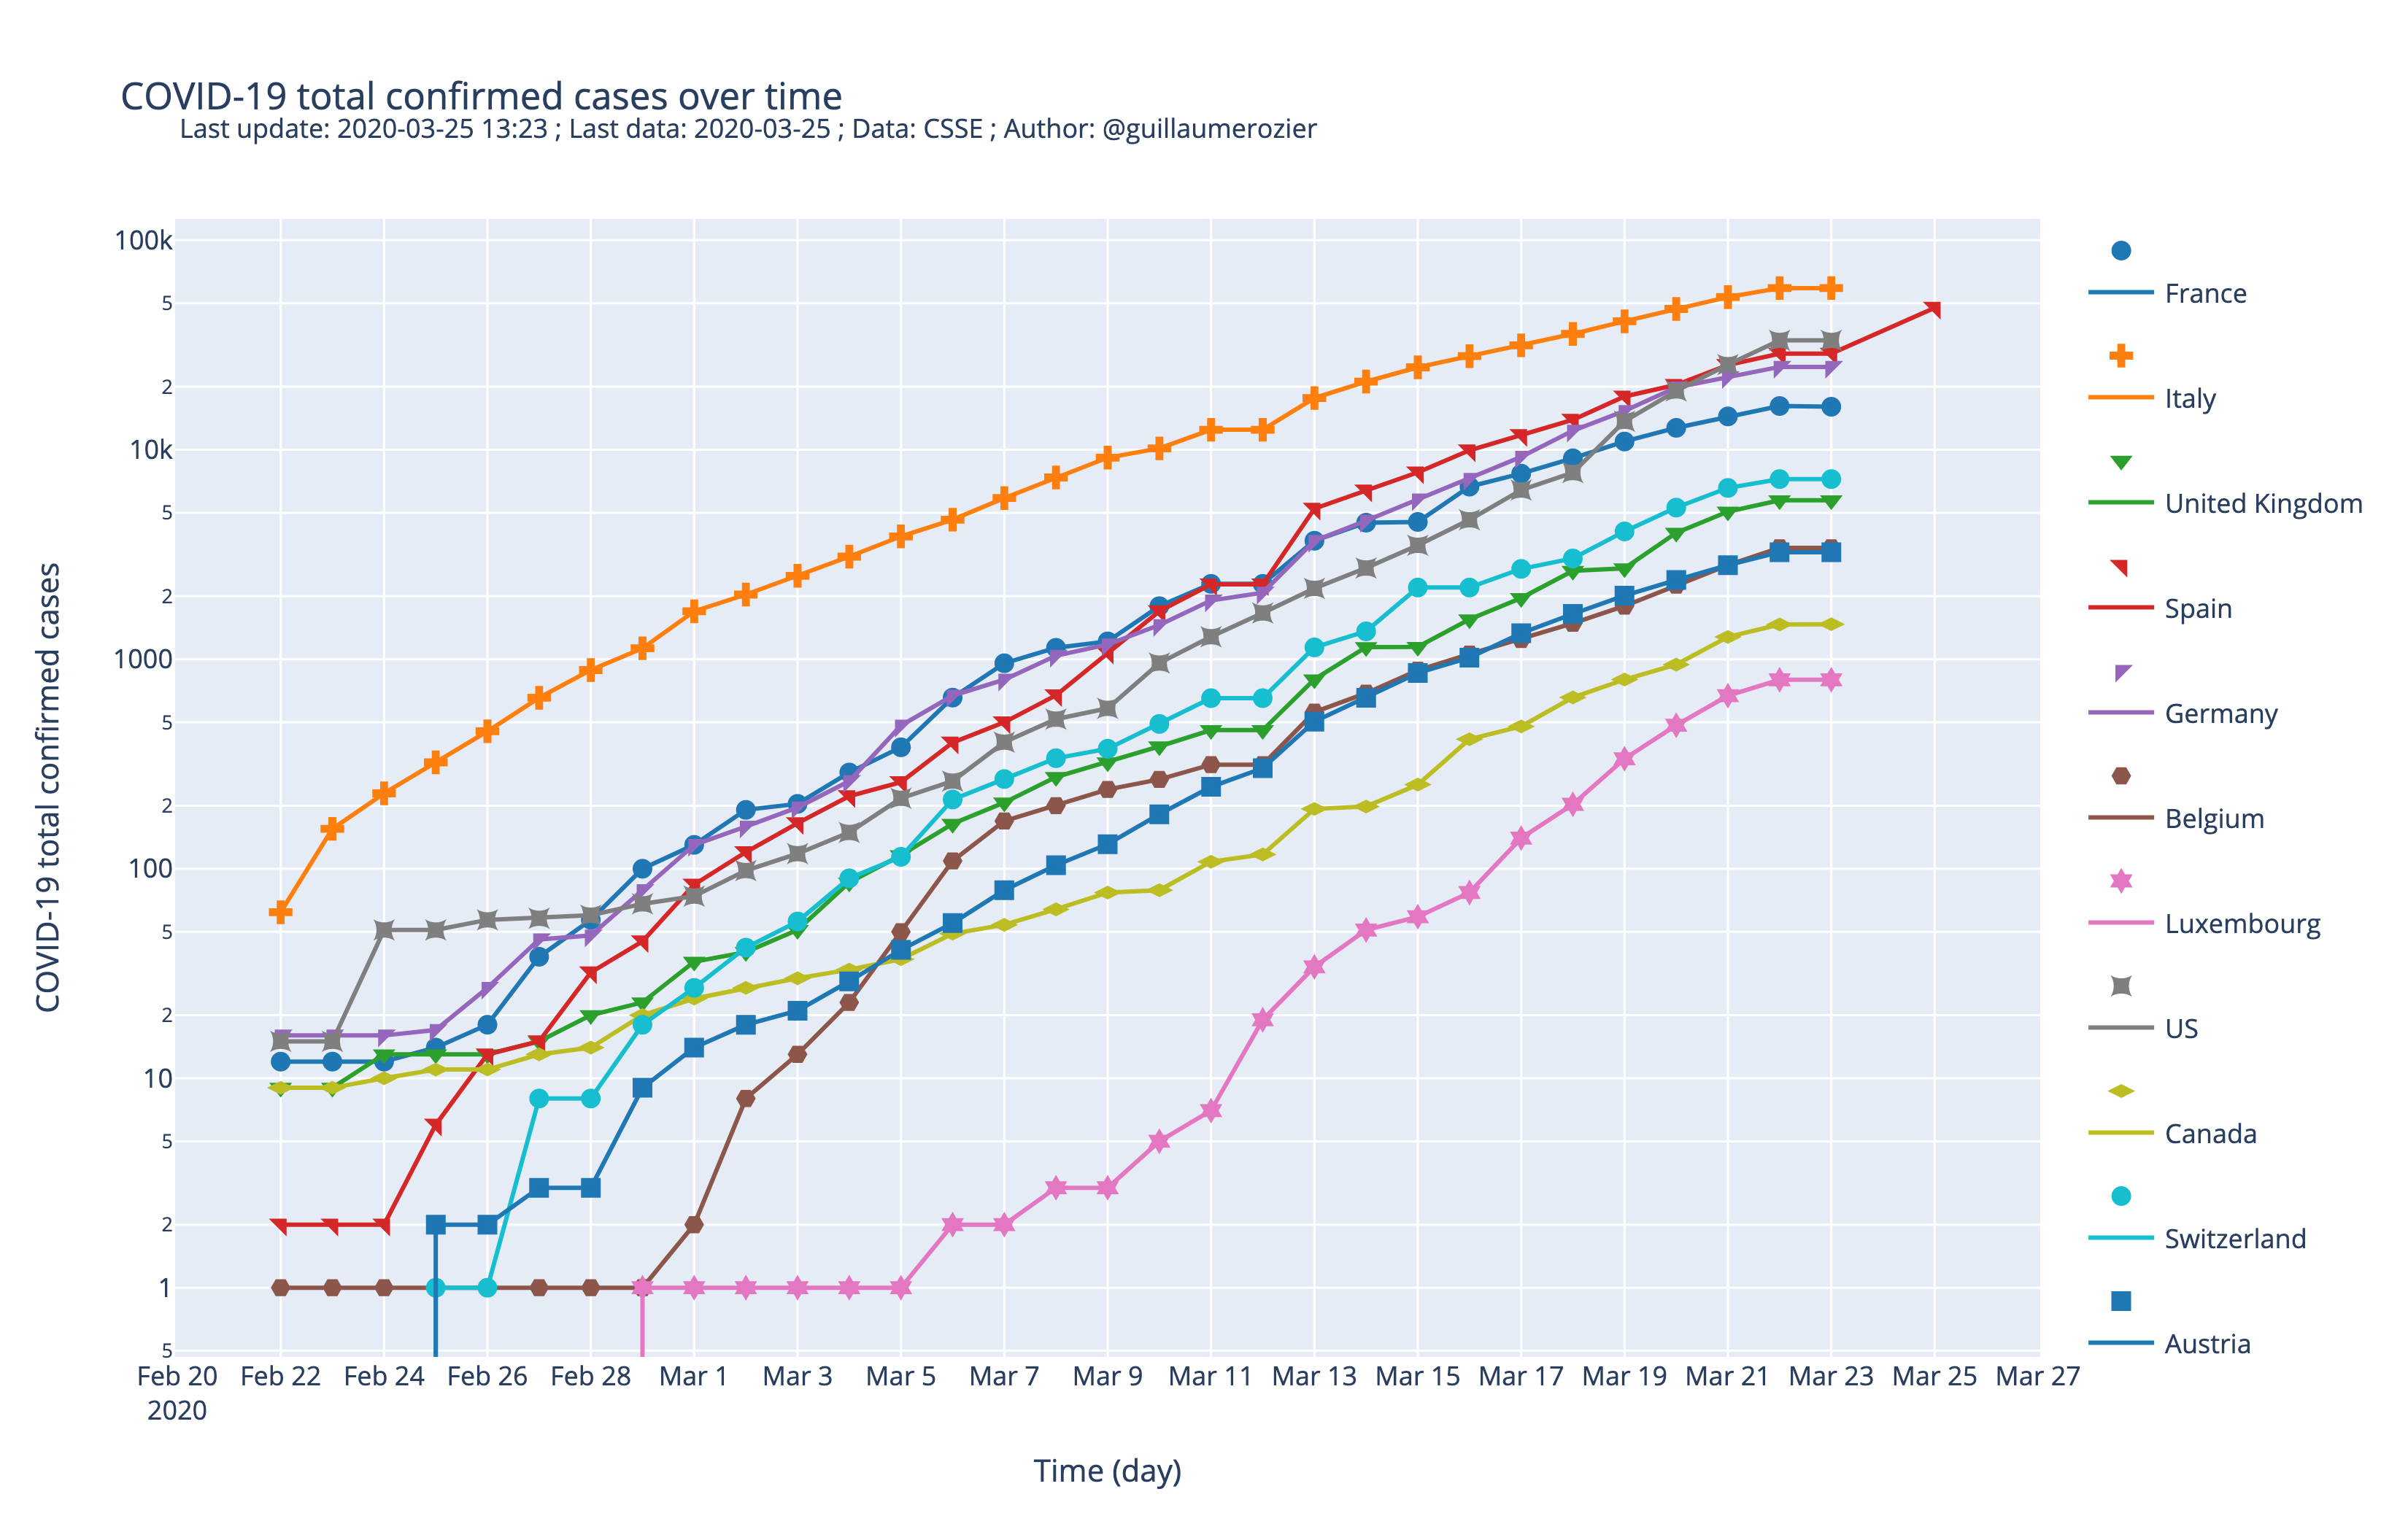 COVID-19 total confirmed cases over time
Last update: 2020-03-25 13:23 ; Last data: 2020-03-25 ; Data: CSSE ; Author: @guillaumerozier
COVID-19 total confirmed cases
100k
5
2
10k
5
2
1000
5
2
100
5
2
10
5
2
1
5
Feb 20 Feb 22 Feb 24 Feb 26 Feb 28 Mar 1 Mar 3 Mar 5 Mar 7 Mar 9 Mar 11 Mar 13 Mar 15 Mar 17 Mar 19 Mar 21 Mar 23 Mar 25 Mar 27
2020
Time (day)
France
Italy
United Kingdom
Spain
Germany
Belgium
Luxembourg
US
Canada
Switzerland
Austria